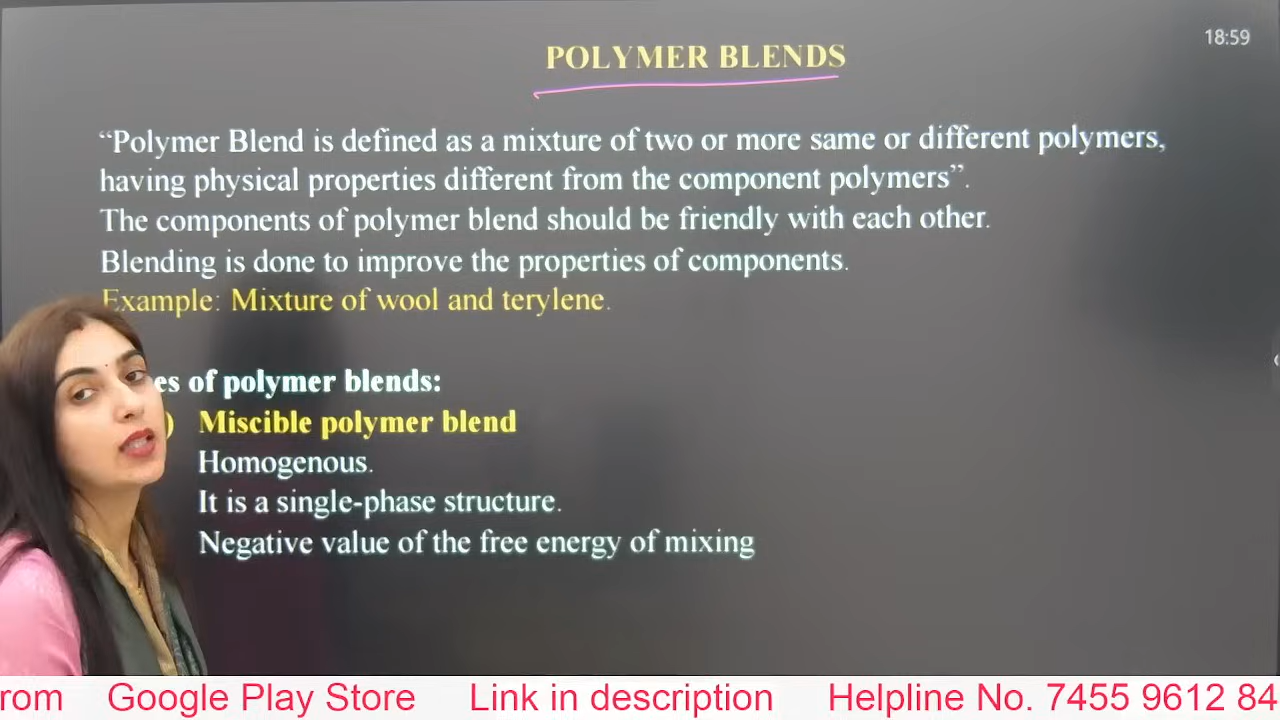 POLYMER BLENDS
18:59
“Polymer Blend is defined as a mixture of two or more same or different polymers,
having physical properties different from the component polymers”.
The components of polymer blend should be friendly with each other.
Blending is done to improve the properties of components.
Example: Mixture of wool and terylene.
es of polymer blends:
) Miscible polymer blend
Homogenous.
It is a single-phase structure.
Negative value of the free energy of mixing
rom Google Play Store Link in description Helpline No. 7455 9612 84